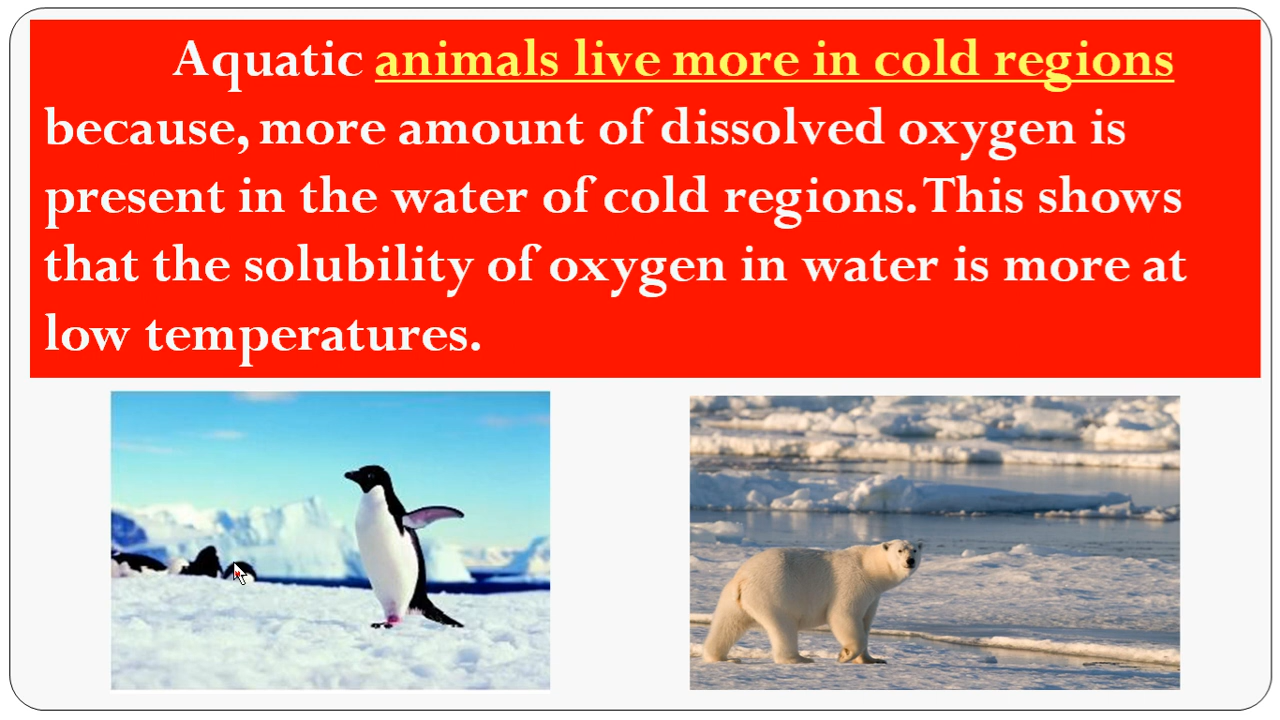 Aquatic animals live more in cold regions
because, more amount of dissolved oxygen is
present in the water of cold regions. This shows
that the solubility of oxygen in water is more at
low temperatures.